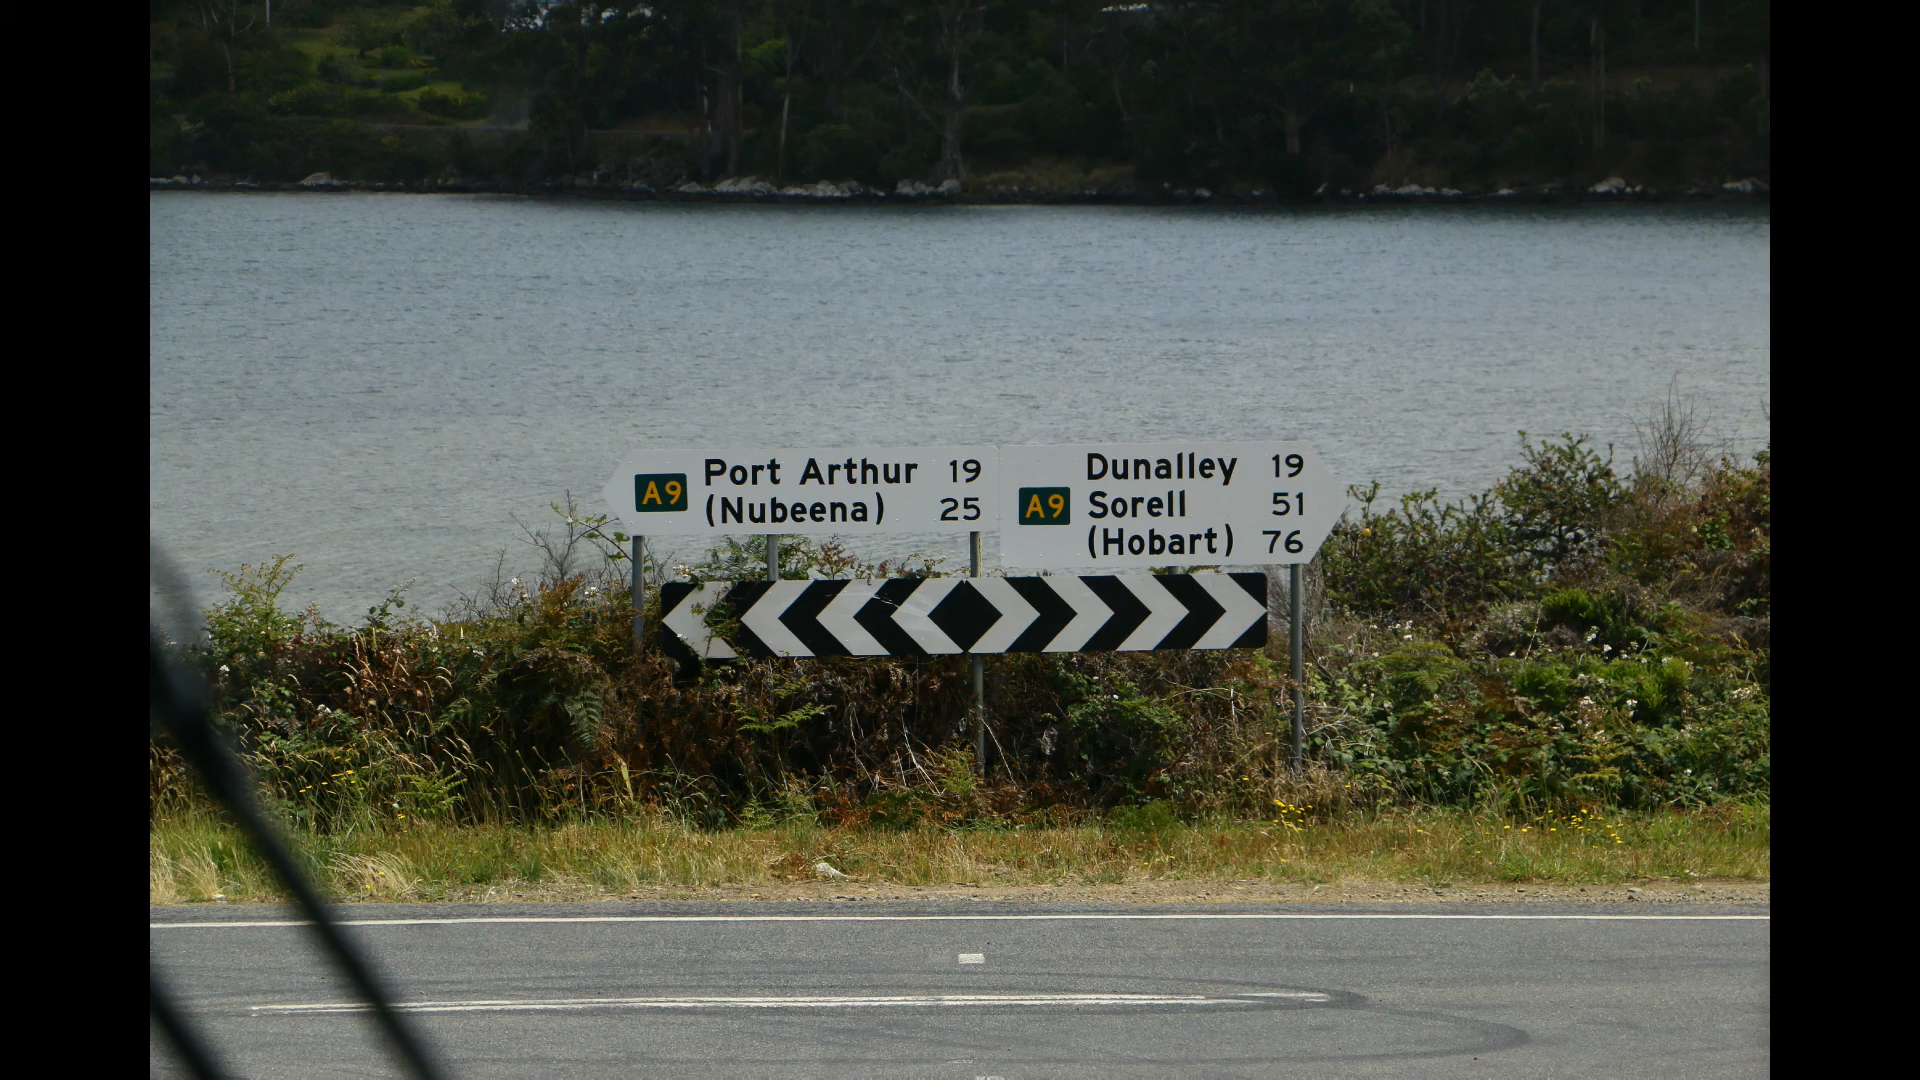 A9 Port Arthur 19
(Nubeena) 25
A9 Dunalley 19
Sorell 51
(Hobart) 76